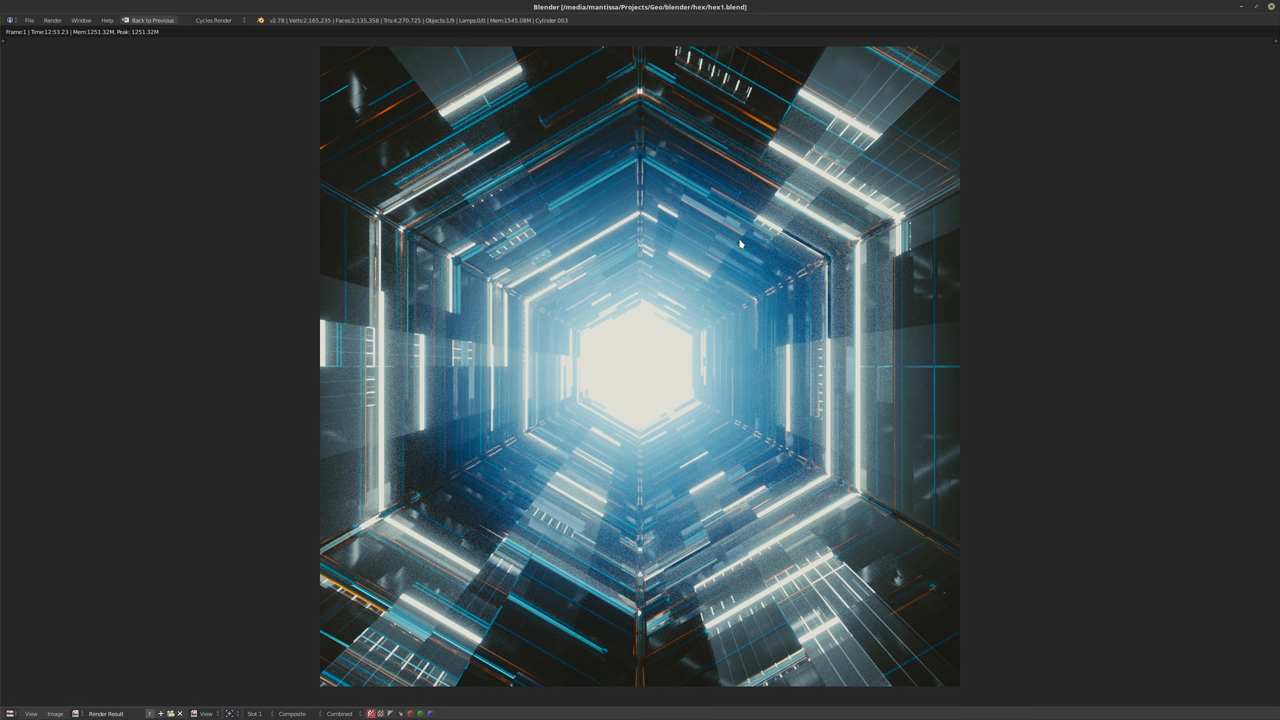 Blender [/media/mantissa/Projects/Geo/blender/hex/hex1.blend]
File Render Window Help Back to Previous Cycles Render v2.78 | Verts:2,165,235 | Faces:2,135,358 | Tris:4,270,725 | Objects:1/9 | Lamps:0/0 | Mem:1545.08M | Cylinder.003
Frame:1 | Time:12:53.23 | Mem:1251.32M, Peak: 1251.32M
View Image Render Result F View Slot 1 Composite Combined